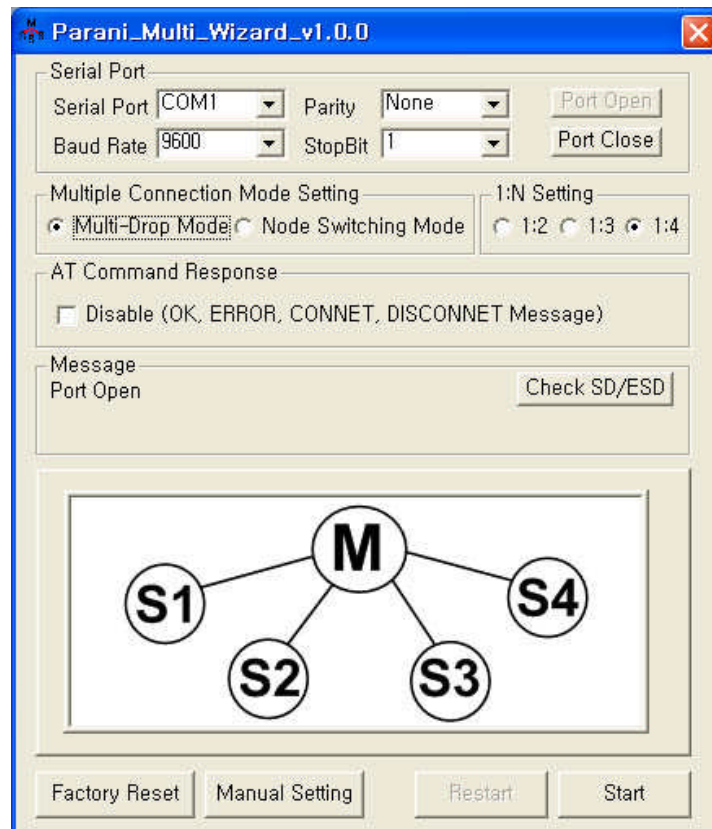 Parani_Multi_Wizard_v1.0.0
Serial Port
Serial Port COM1 Parity None Port Open
Baud Rate 9600 StopBit 1 Port Close
Multiple Connection Mode Setting 1:N Setting
Multi-Drop Mode Node Switching Mode 1:2 1:3 1:4
AT Command Response
Disable (OK, ERROR, CONNET, DISCONNET Message)
Message
Port Open Check SD/ESD
M
S1 S4
S2 S3
Factory Reset Manual Setting Restart Start